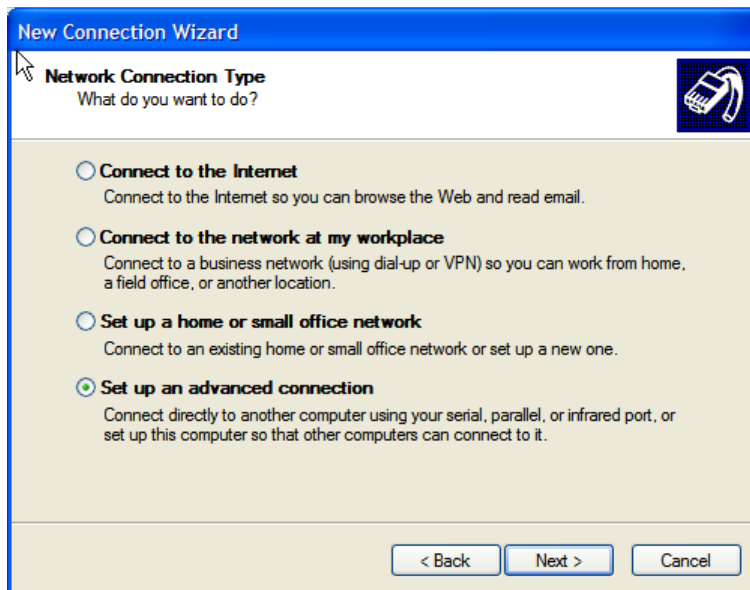 New Connection Wizard
Network Connection Type
What do you want to do?
Connect to the Internet
Connect to the Internet so you can browse the Web and read email.
Connect to the network at my workplace
Connect to a business network (using dial-up or VPN) so you can work from home,
a field office, or another location.
Set up a home or small office network
Connect to an existing home or small office network or set up a new one.
Set up an advanced connection
Connect directly to another computer using your serial, parallel, or infrared port, or
set up this computer so that other computers can connect to it.
< Back Next > Cancel